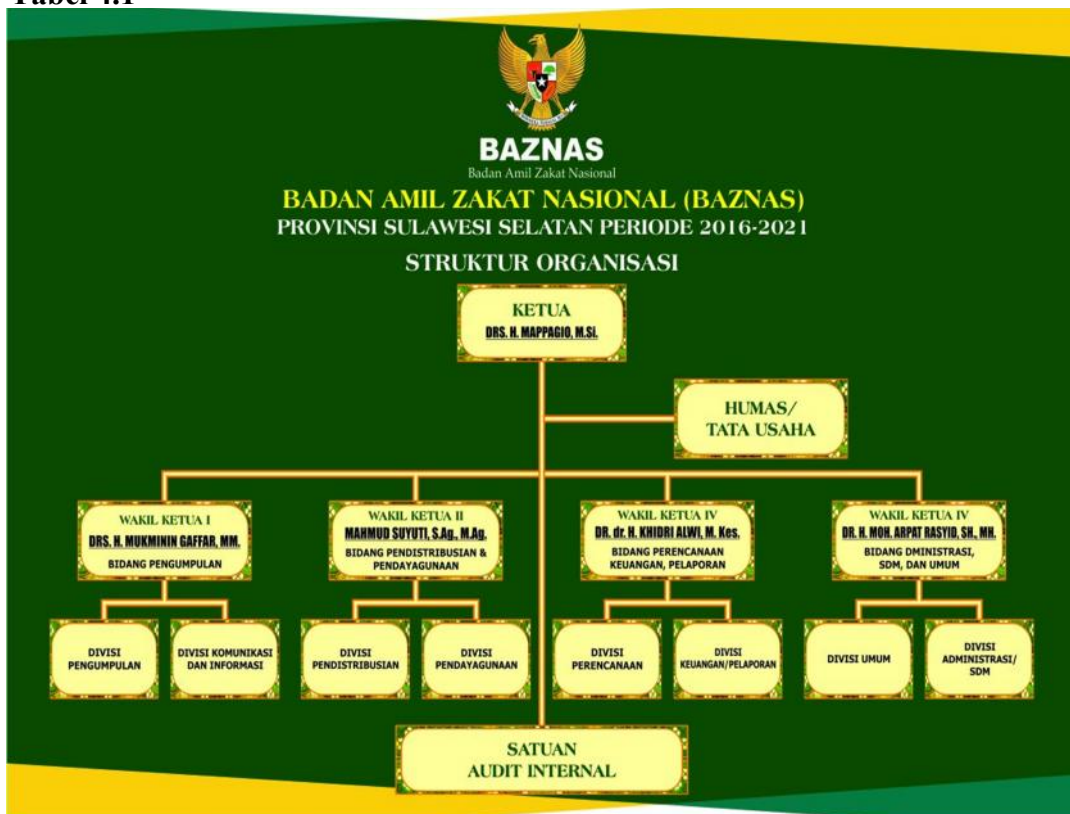 Tabel 4.1
BAZNAS
Badan Amil Zakat Nasional
BADAN AMIL ZAKAT NASIONAL (BAZNAS)
PROVINSI SULAWESI SELATAN PERIODE 2016-2021
STRUKTUR ORGANISASI
KETUA
DRS. H. MAPPAGIO, M.Si.
HUMAS/
TATA USAHA
WAKIL KETUA I
DRS. H. MUKMININ GAFFAR, MM.
BIDANG PENGUMPULAN
WAKIL KETUA II
MAHMUD SUYUTI, S.Ag., M.Ag.
BIDANG PENDISTRIBUSIAN &
PENDAYAGUNAAN
WAKIL KETUA IV
DR. dr. H. KHIDRI ALWI, M. Kes.
BIDANG PERENCANAAN
KEUANGAN, PELAPORAN
WAKIL KETUA IV
DR. H. MOH. ARPAT RASYID, SH., MH.
BIDANG DMINISTRASI,
SDM, DAN UMUM
DIVISI
PENGUMPULAN
DIVISI KOMUNIKASI
DAN INFORMASI
DIVISI
PENDISTRIBUSIAN
DIVISI
PENDAYAGUNAAN
DIVISI
PERENCANAAN
DIVISI
KEUANGAN/PELAPORAN
DIVISI UMUM
DIVISI
ADMINISTRASI/
SDM
SATUAN
AUDIT INTERNAL